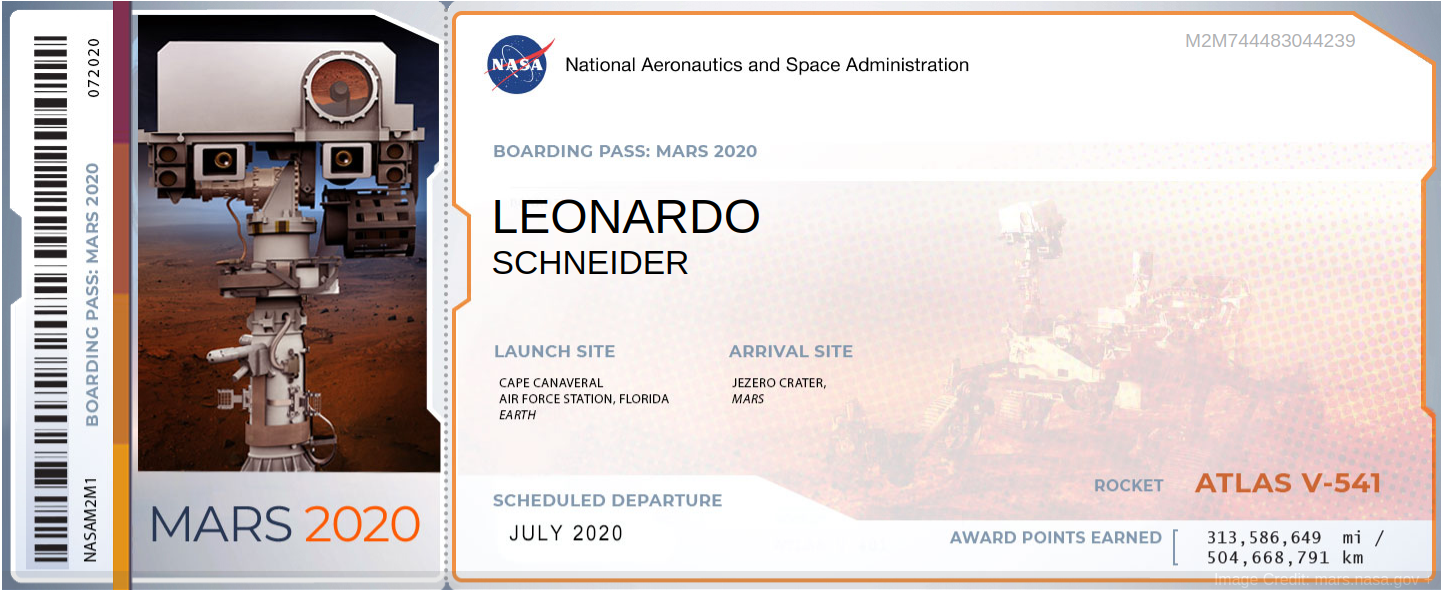 072020
BOARDING PASS: MARS 2020
NASAM2M1
MARS 2020
NASA
National Aeronautics and Space Administration
M2M744483044239
BOARDING PASS: MARS 2020
LEONARDO
SCHNEIDER
LAUNCH SITE
CAPE CANAVERAL
AIR FORCE STATION, FLORIDA
EARTH
ARRIVAL SITE
JEZERO CRATER,
MARS
ROCKET ATLAS V-541
SCHEDULED DEPARTURE
JULY 2020
AWARD POINTS EARNED
313,586,649 mi /
504,668,791 km
Image Credit: mars.nasa.gov +